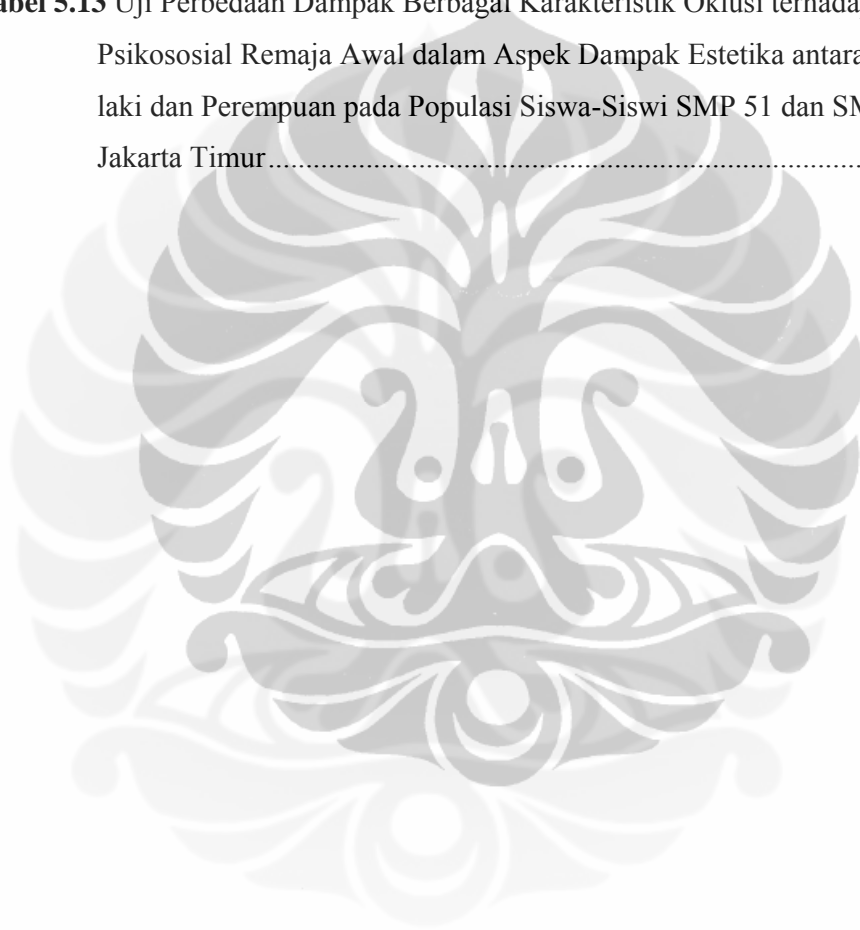 abel 5.13 Uji Perbedaan Dampak Berbagai Karakteristik Oklusi terhada
Psikososial Remaja Awal dalam Aspek Dampak Estetika antara
laki dan Perempuan pada Populasi Siswa-Siswi SMP 51 dan SM
Jakarta Timur..............................................................................